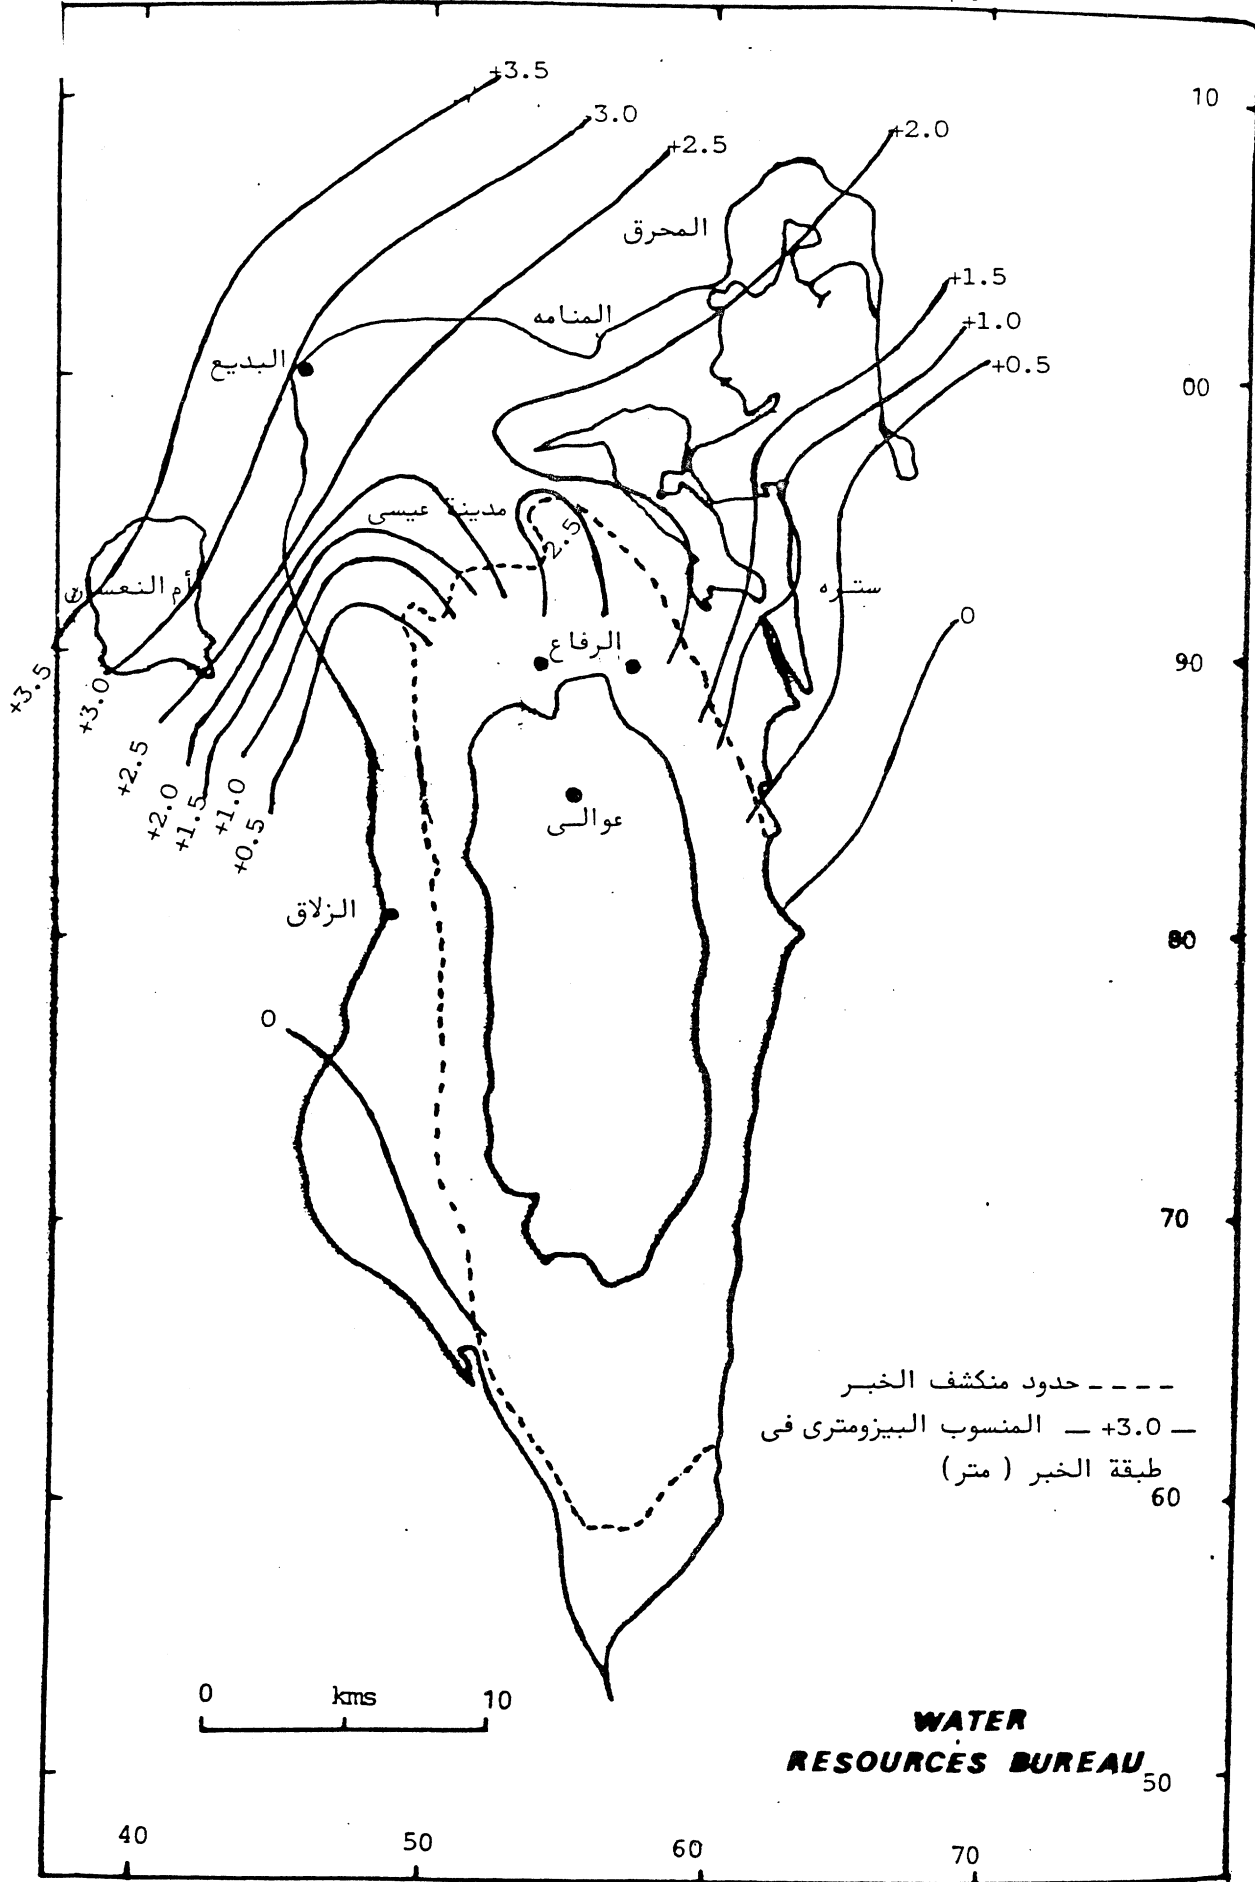 +3.5
10
3.0
+2.0
+2.5
المحرق
+1.5
المنامه
+1.0
البديع
+0.5
00
مدينة عيسى
2.5
أم النعسان
ستره
0
الرفاع
90
+3.5
+3.0
+2.5
+2.0
+1.5
+1.0
+0.5
عوالى
الزلاق
80
0
70
---- حدود منكشف الخبر
— +3.0 — المنسوب البيزومترى فى
طبقة الخبر ( متر )
60
0 kms 10
WATER
RESOURCES BUREAU
50
40 50 60 70